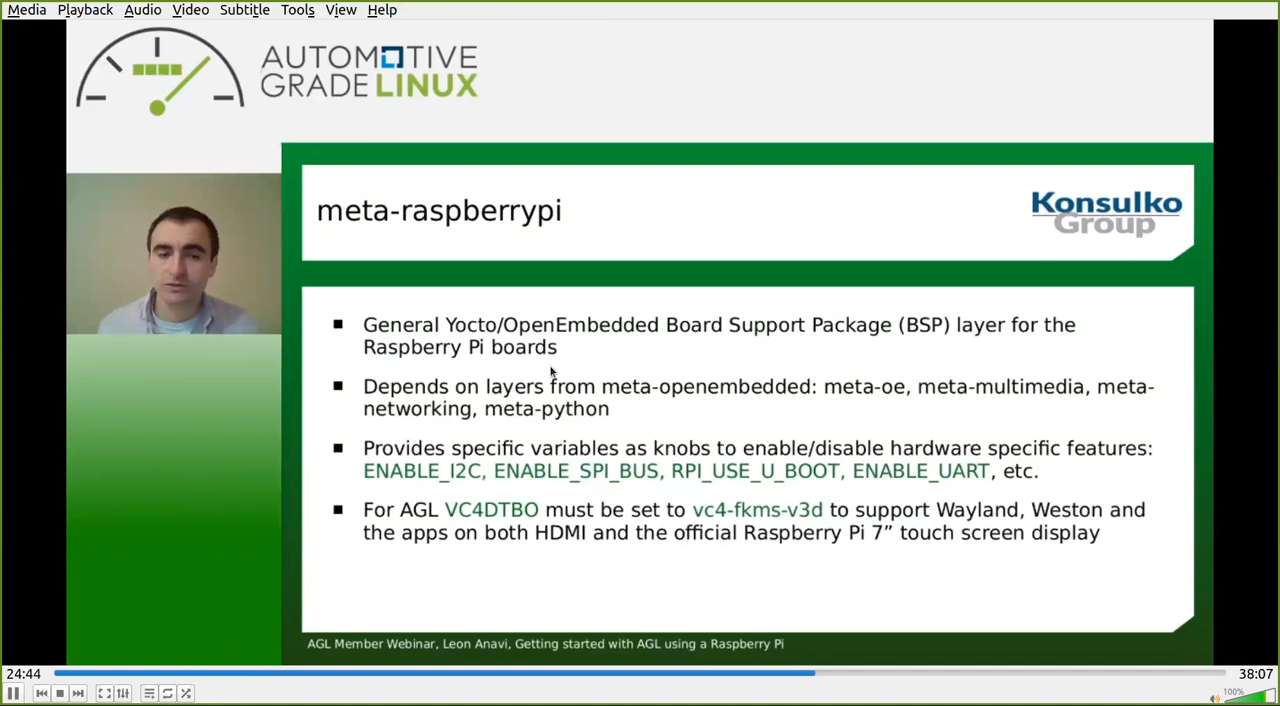 Media Playback Audio Video Subtitle Tools View Help
AUTOMOTIVE
GRADE LINUX
meta-raspberrypi
Konsulko
Group
▪ General Yocto/OpenEmbedded Board Support Package (BSP) layer for the
Raspberry Pi boards
▪ Depends on layers from meta-openembedded: meta-oe, meta-multimedia, meta-
networking, meta-python
▪ Provides specific variables as knobs to enable/disable hardware specific features:
ENABLE_I2C, ENABLE_SPI_BUS, RPI_USE_U_BOOT, ENABLE_UART, etc.
▪ For AGL VC4DTBO must be set to vc4-fkms-v3d to support Wayland, Weston and
the apps on both HDMI and the official Raspberry Pi 7” touch screen display
AGL Member Webinar, Leon Anavi, Getting started with AGL using a Raspberry Pi
24:44 38:07
100%